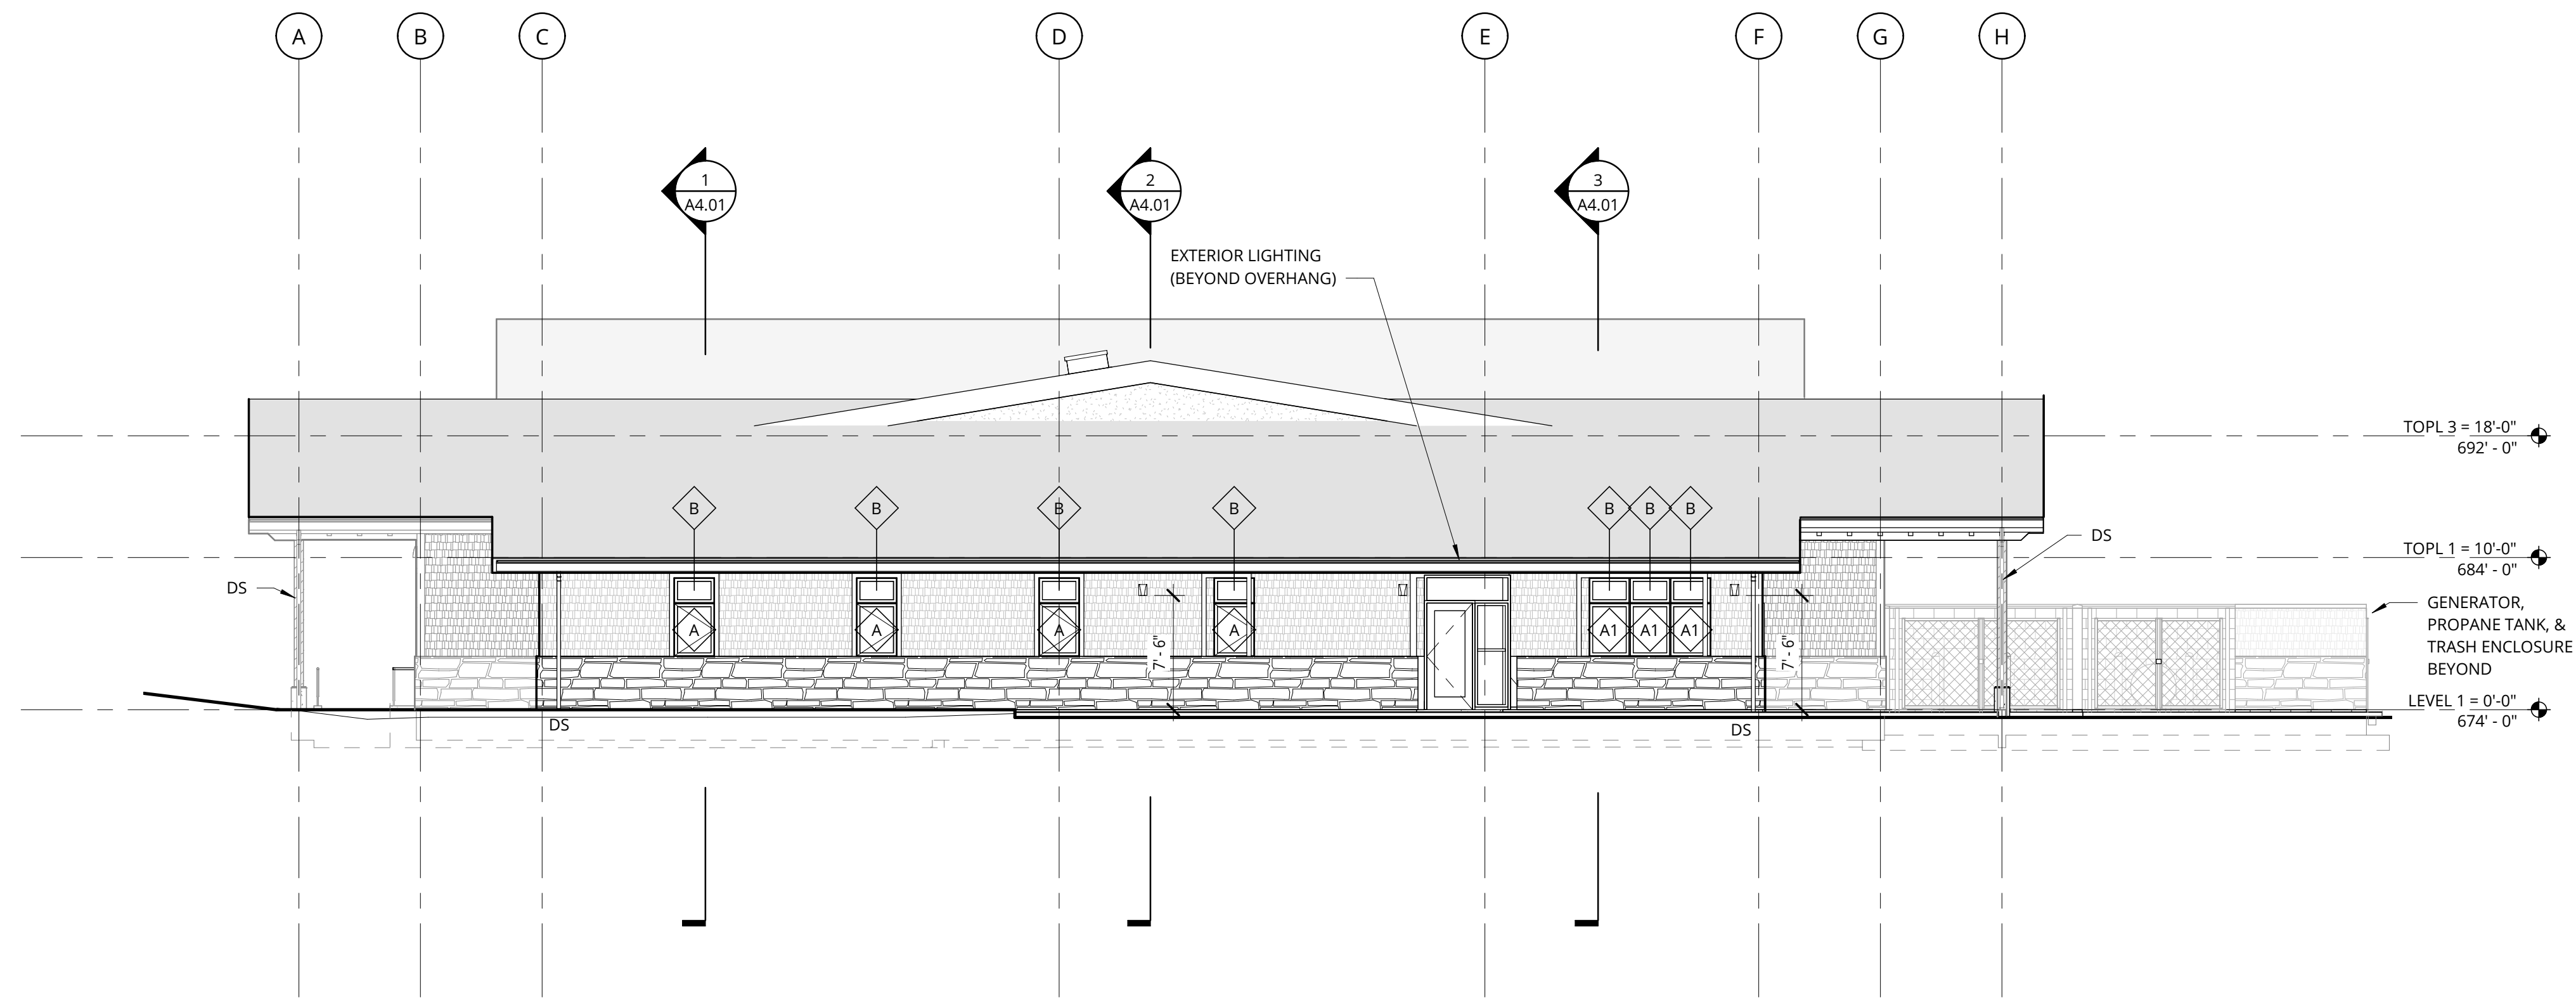 A B C D E F G H
1
A4.01
2
A4.01
3
A4.01
EXTERIOR LIGHTING
(BEYOND OVERHANG)
TOPL 3 = 18'-0"
692' - 0"
B B B B B B B
DS
TOPL 1 = 10'-0"
684' - 0"
DS
GENERATOR,
PROPANE TANK, &
TRASH ENCLOSURE
BEYOND
A A A A A1 A1 A1
7' - 6"
7' - 6"
LEVEL 1 = 0'-0"
674' - 0"
DS
DS